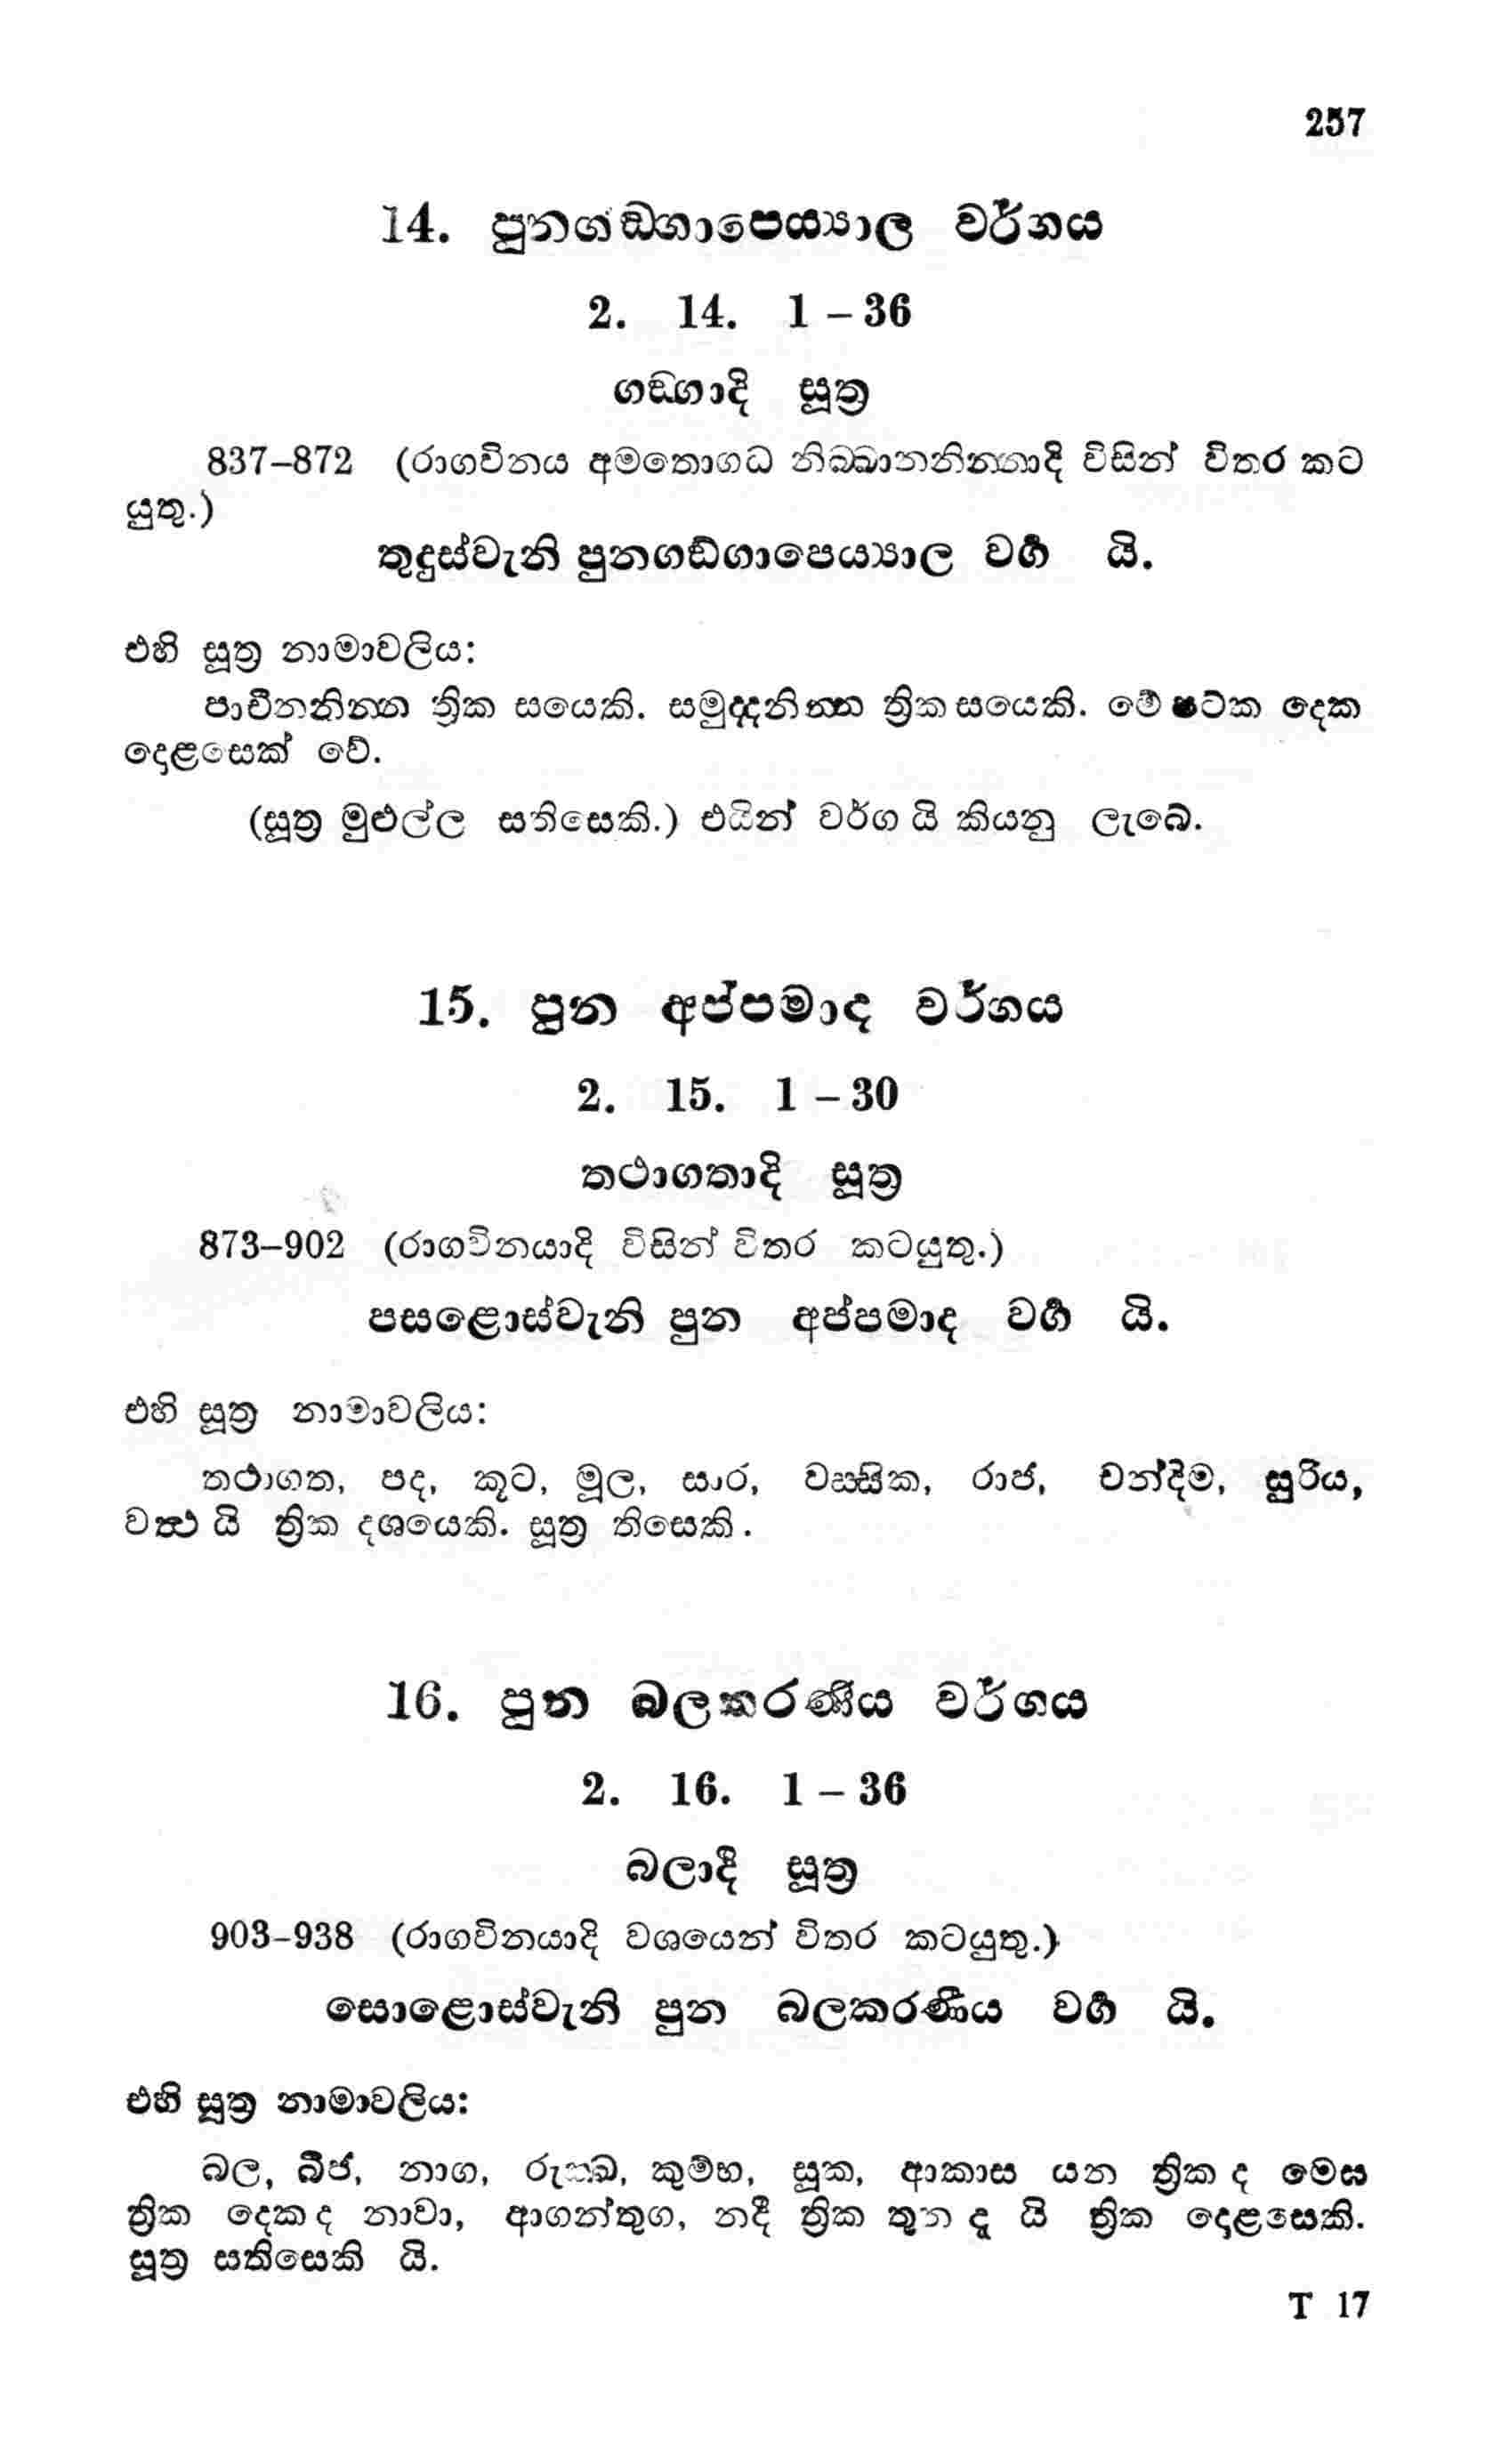 257
14. පුනගඞ්ගාපෙය්‍යාල වර්ගය
2. 14. 1 – 36
ගඞ්ගාදි සූත්‍ර
837–872 (රාගවිනය අමතොගධ නිබ්බානනින්නාදි විසින් විතර කට
යුතු.)
තුදුස්වැනි පුනගඞ්ගාපෙය්‍යාල වර්‍ග යි.
එහි සූත්‍ර නාමාවලිය:
පාචීනනින්න ත්‍රික සයෙකි. සමුද්දනින්න ත්‍රික සයෙකි. මේ ෂට්ක දෙක
දොළසෙක් වේ.
(සූත්‍ර මුළුල්ල සතිසෙකි.) එයින් වර්ග යි කියනු ලැබේ.
15. පුන අප්පමාද වර්ගය
2. 15. 1 – 30
තථාගතාදි සූත්‍ර
873–902 (රාගවිනයාදි විසින් විතර කටයුතු.)
පසළොස්වැනි පුන අප්පමාද වර්‍ග යි.
එහි සූත්‍ර නාමාවලිය:
තථාගත, පද, කූට, මූල, සාර, වස්සික, රාජ, චන්දිම, සුරිය,
වත්‍ථ යි ත්‍රික දශයෙකි. සූත්‍ර තිසෙකි.
16. පුන බලකරණීය වර්ගය
2. 16. 1 – 36
බලාදී සූත්‍ර
903–938 (රාගවිනයාදි වශයෙන් විතර කටයුතු.)
සොළොස්වැනි පුන බලකරණීය වර්‍ග යි.
එහි සූත්‍ර නාමාවලිය:
බල, බීජ, නාග, රුක්ඛ, කුම්භ, සූක, ආකාස යන ත්‍රික ද මෙඝ
ත්‍රික දෙක ද නාවා, ආගන්තුග, නදී ත්‍රික තුන ද යි ත්‍රික දොළසෙකි.
සූත්‍ර සතිසෙකි යි.
T 17